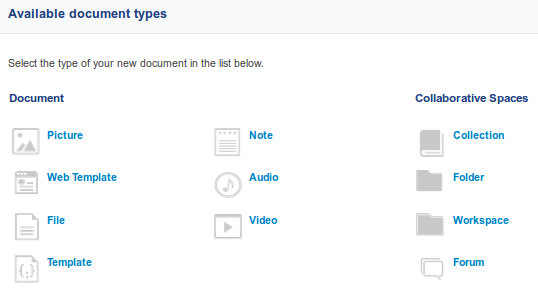 Available document types
Select the type of your new document in the list below.
Document
Collaborative Spaces
Picture
Note
Collection
Web Template
Audio
Folder
File
Video
Workspace
Template
Forum